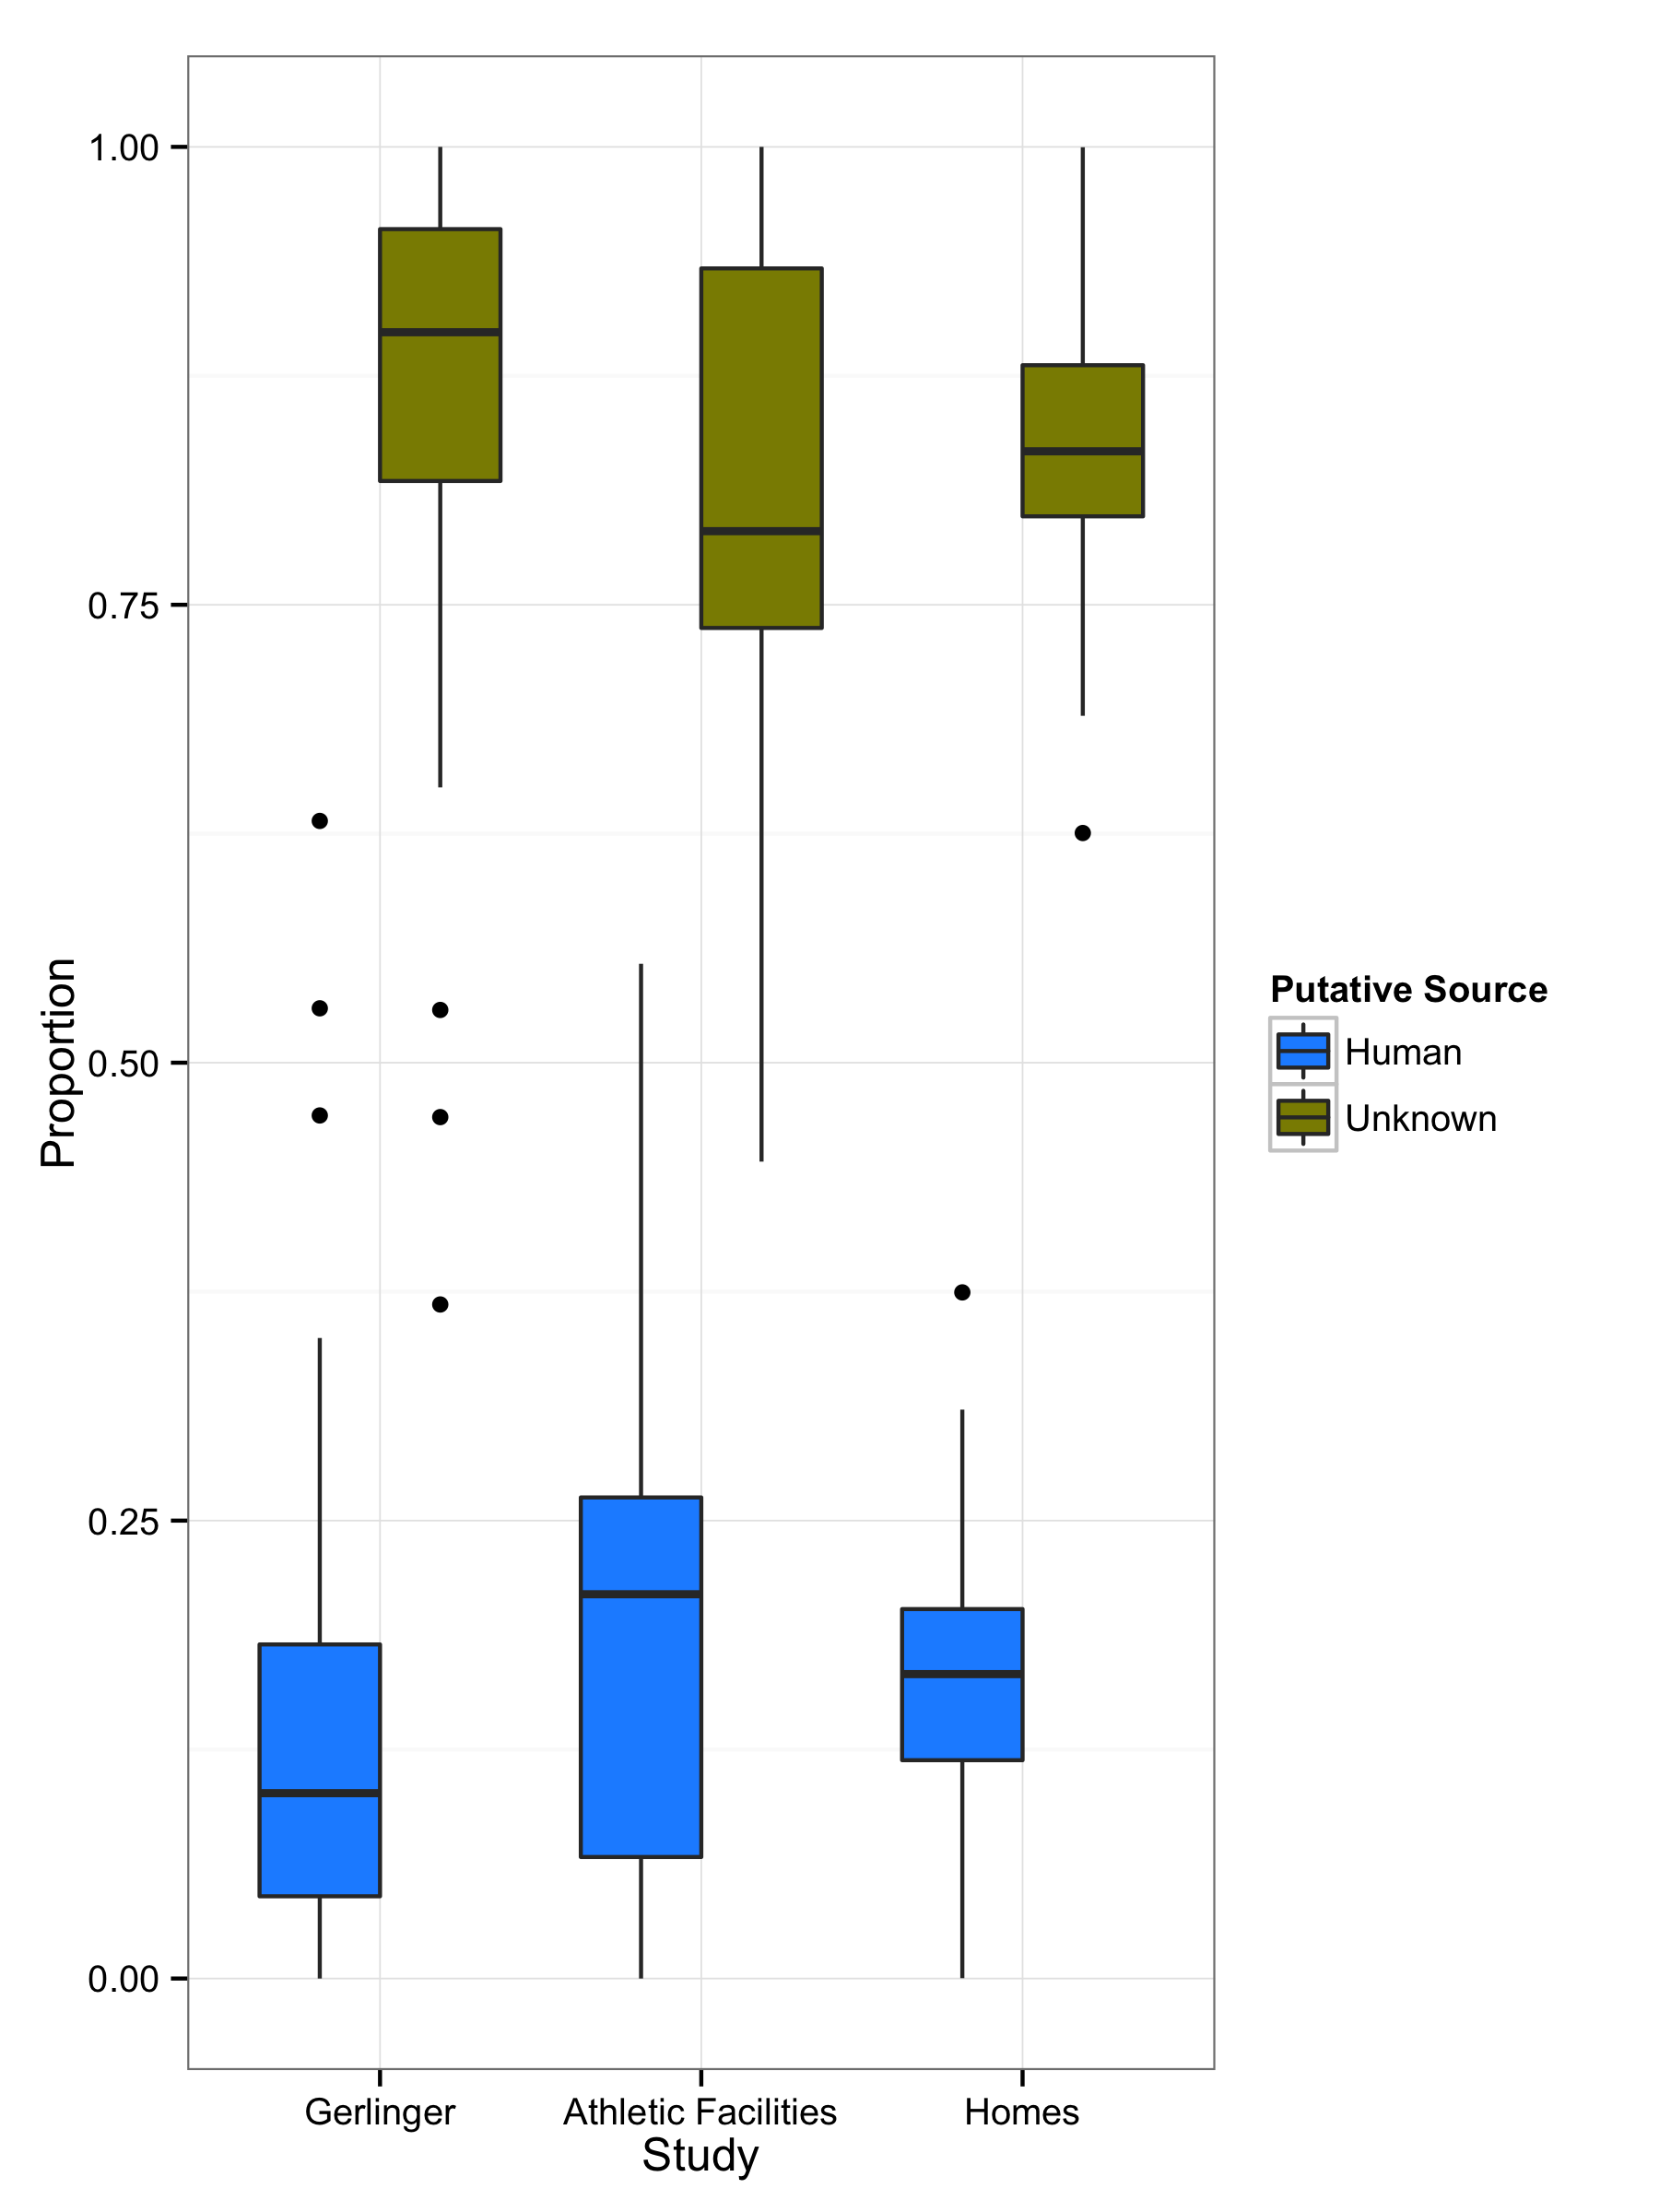 1.00
0.75
0.50
0.25
0.00
Proportion
Gerlinger
Athletic Facilities
Homes
Study
Putative Source
Human
Unknown